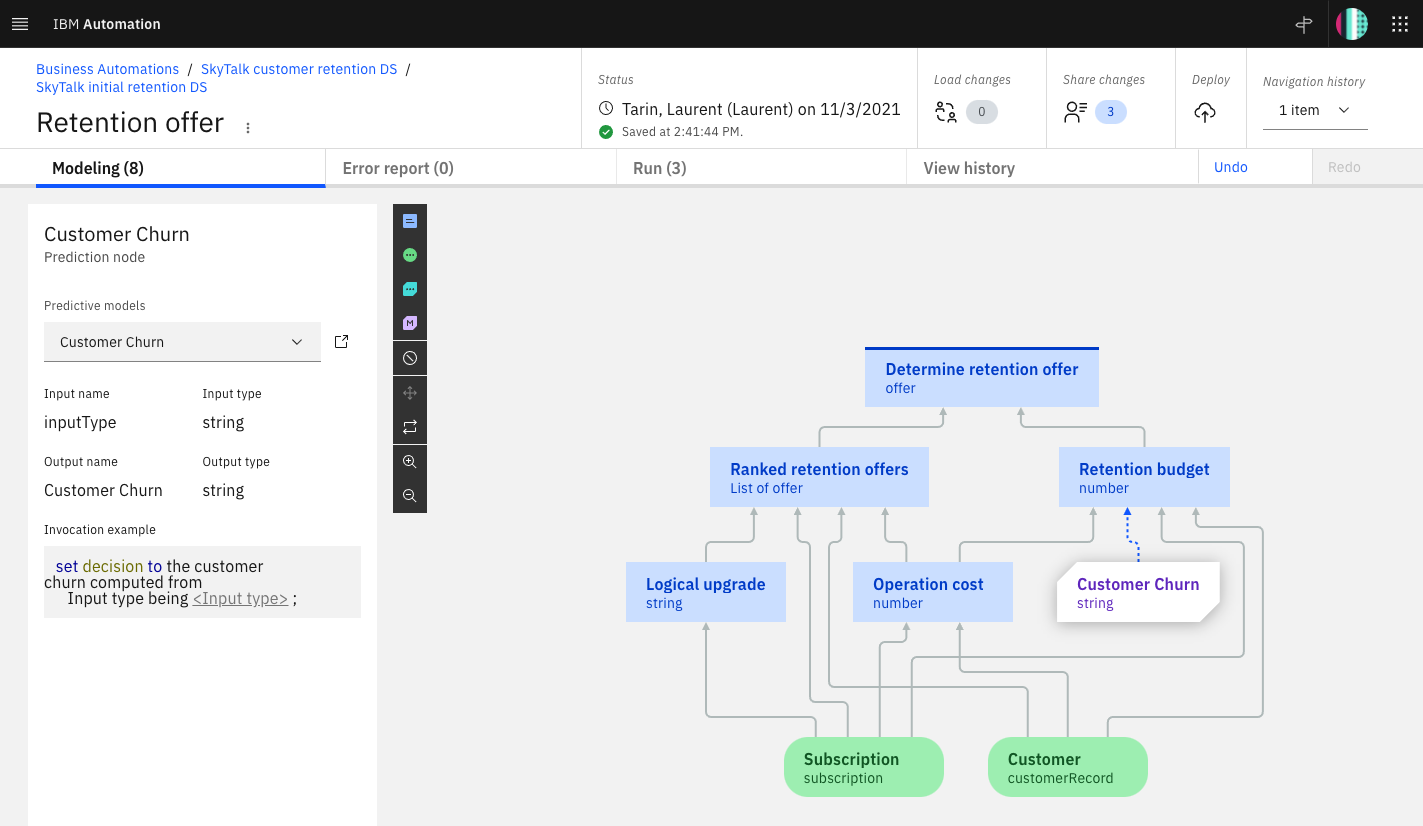 IBM Automation
Business Automations / SkyTalk customer retention DS /
SkyTalk initial retention DS
Retention offer
Status
Tarin, Laurent (Laurent) on 11/3/2021
Saved at 2:41:44 PM.
Load changes
0
Share changes
3
Deploy
Navigation history
1 item
Modeling (8)
Error report (0)
Run (3)
View history
Undo
Redo
Customer Churn
Prediction node
Predictive models
Customer Churn
Input name Input type
inputType string
Output name Output type
Customer Churn string
Invocation example
set decision to the customer
churn computed from
Input type being <Input type> ;
M
Determine retention offer
offer
Ranked retention offers
List of offer
Retention budget
number
Logical upgrade
string
Operation cost
number
Customer Churn
string
Subscription
subscription
Customer
customerRecord